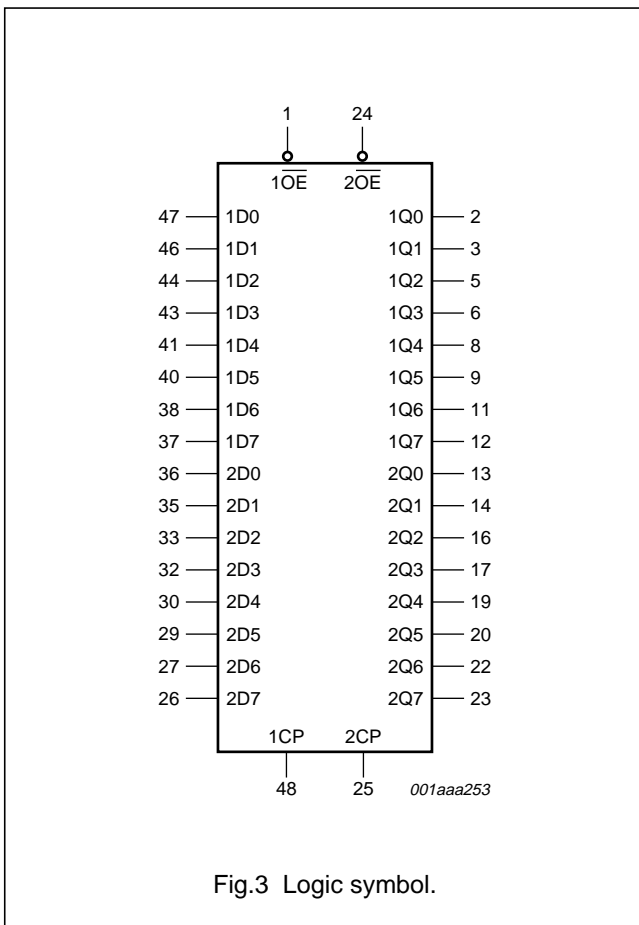 1 24
1O̅E̅ 2O̅E̅
47 1D0 1Q0 2
46 1D1 1Q1 3
44 1D2 1Q2 5
43 1D3 1Q3 6
41 1D4 1Q4 8
40 1D5 1Q5 9
38 1D6 1Q6 11
37 1D7 1Q7 12
36 2D0 2Q0 13
35 2D1 2Q1 14
33 2D2 2Q2 16
32 2D3 2Q3 17
30 2D4 2Q4 19
29 2D5 2Q5 20
27 2D6 2Q6 22
26 2D7 2Q7 23
1CP 2CP
48 25 001aaa253
Fig.3 Logic symbol.